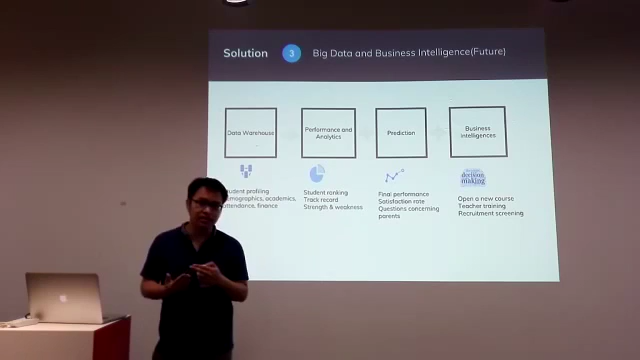 Solution 3 Big Data and Business Intelligence(Future)
Data Warehouse
Performance and
Analytics
Prediction
Business
Intelligences
decision
making
Student profiling
attendance, finance
Student ranking
Track record
Strength & weakness
Final performance
Satisfaction rate
Questions concerning
parents
Open a new course
Teacher training
Recruitment screening